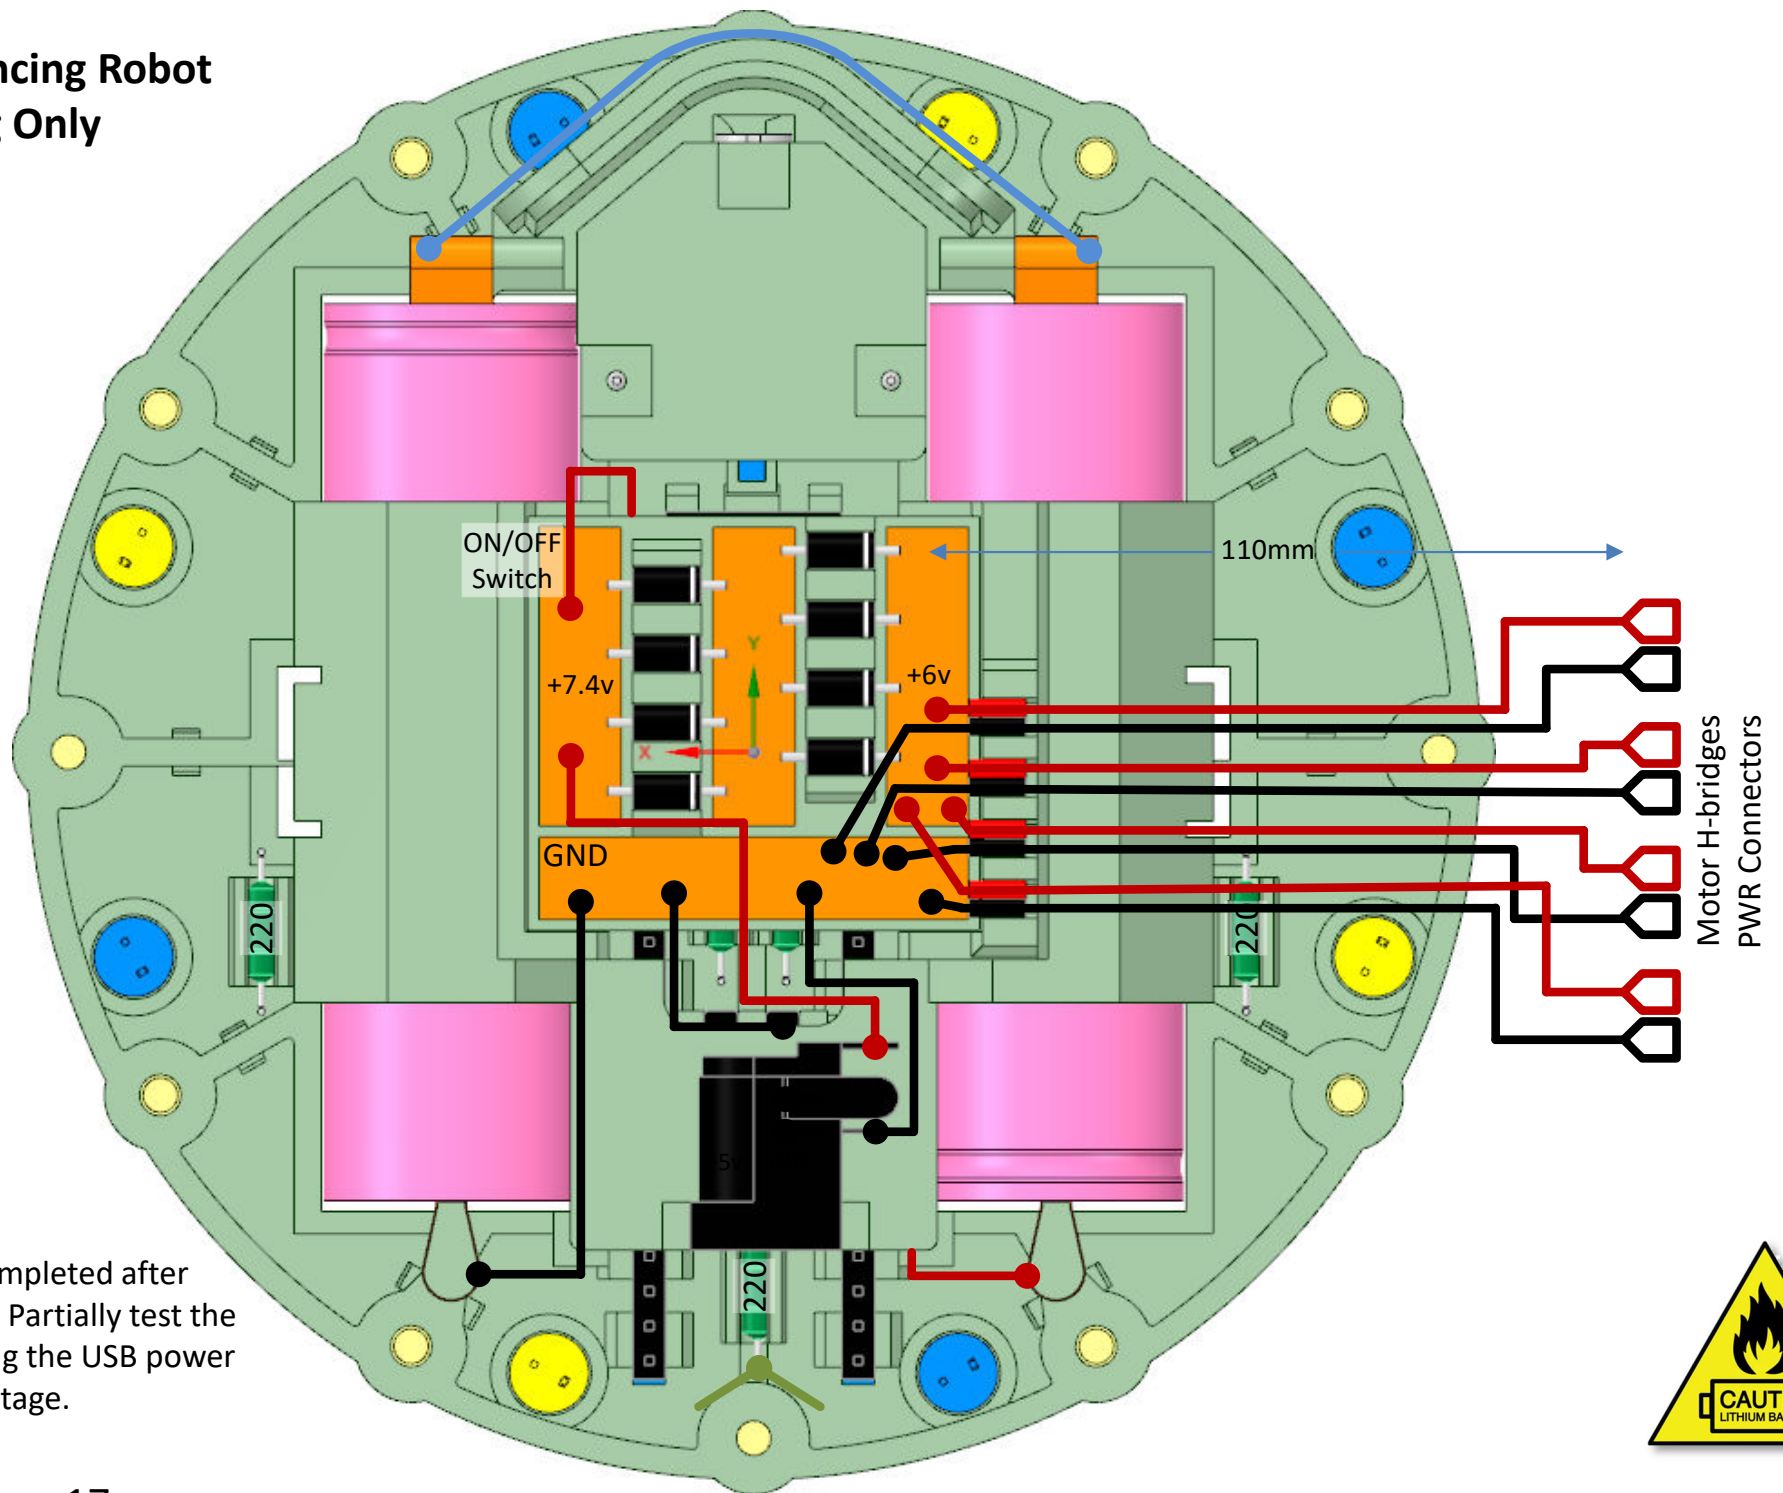 ncing Robot
Only
ON/OFF
Switch
110mm
+7.4v
+6v
Y
X
GND
220
220
Motor H-bridges
PWR Connectors
5v
220
mpleted after
Partially test the
g the USB power
tage.
CAUT
LITHIUM BA